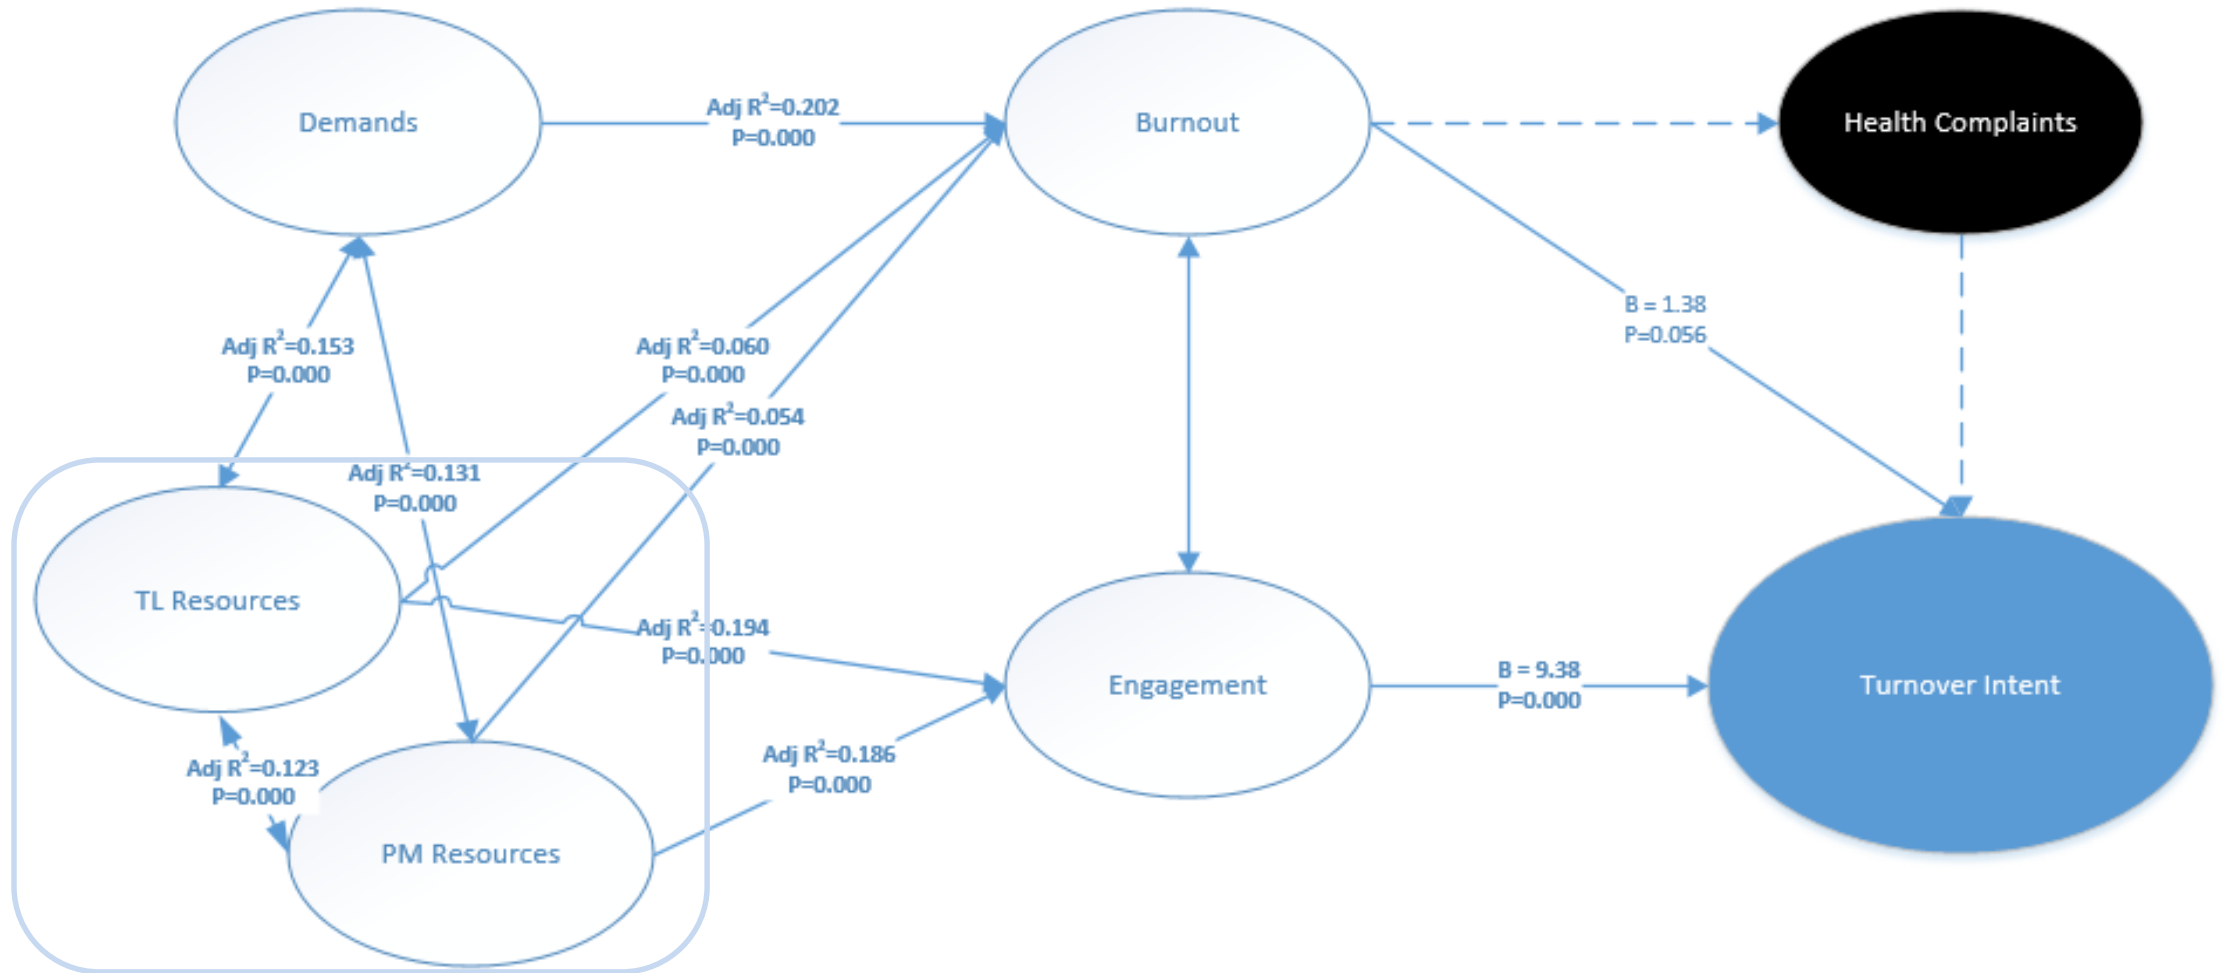 Demands
Adj R²=0.202
P=0.000
Burnout
Health Complaints
B = 1.38
P=0.056
Adj R²=0.153
P=0.000
Adj R²=0.060
P=0.000
Adj R²=0.054
P=0.000
Adj R²=0.131
P=0.000
TL Resources
Adj R²=0.194
P=0.000
Engagement
B = 9.38
P=0.000
Turnover Intent
Adj R²=0.123
P=0.000
Adj R²=0.186
P=0.000
PM Resources